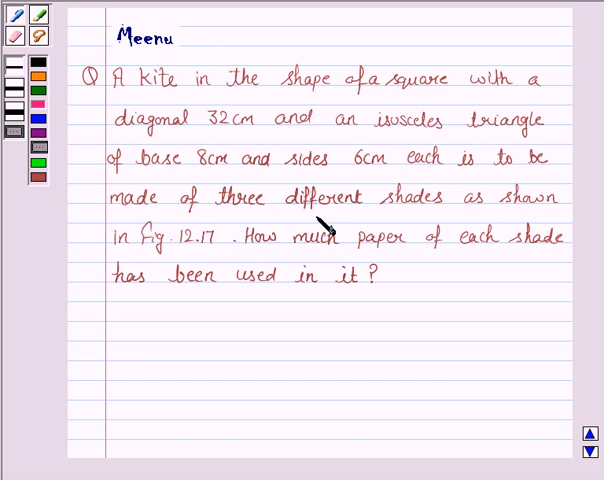 Meenu
Q A kite in the shape of a square with a
diagonal 32cm and an isusceles triangle
of base 8cm and sides 6cm each is to be
made of three different shades as shown
in Fig. 12.17 . How much paper of each shade
has been used in it ?